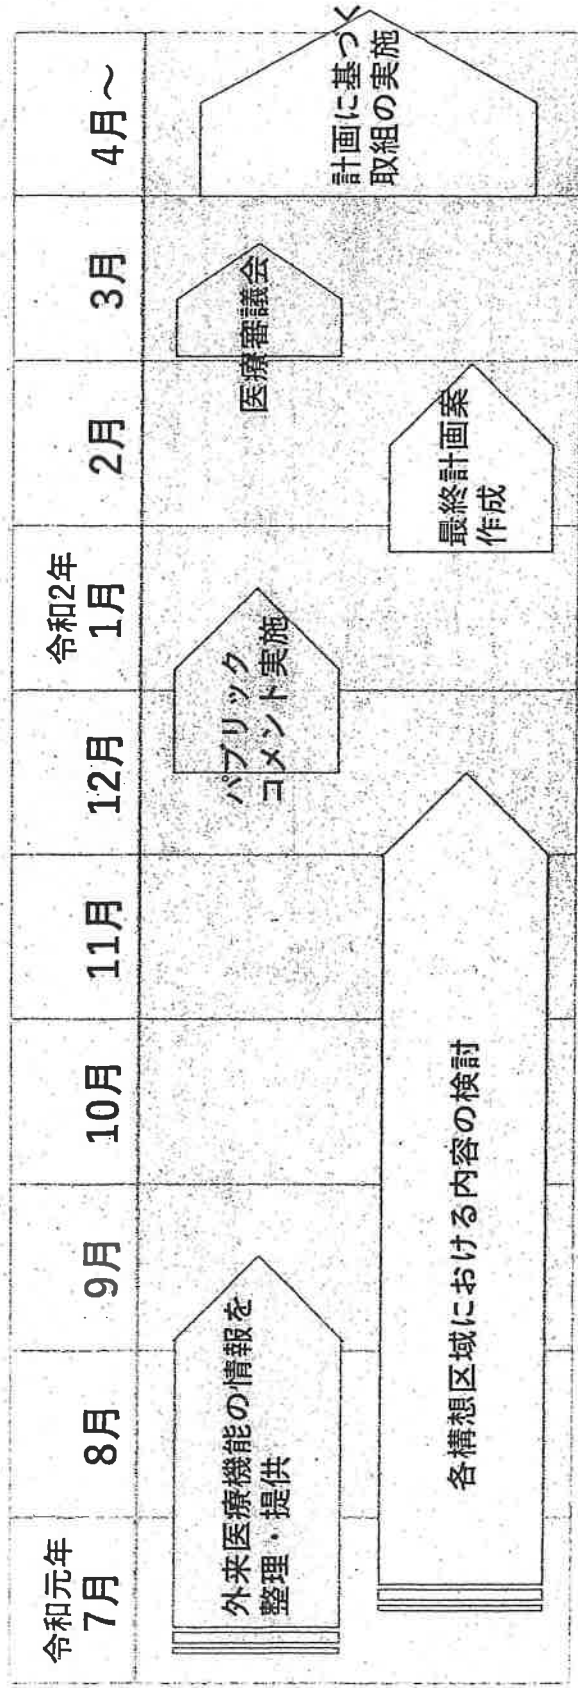 令和元年
7月
8月
9月
10月
11月
12月
令和2年
1月
2月
3月
4月～
外来医療機能の情報を
整理・提供
パブリック
コメント実施
医療審議会
計画に基づく
取組の実施
各構想区域における内容の検討
最終計画案
作成